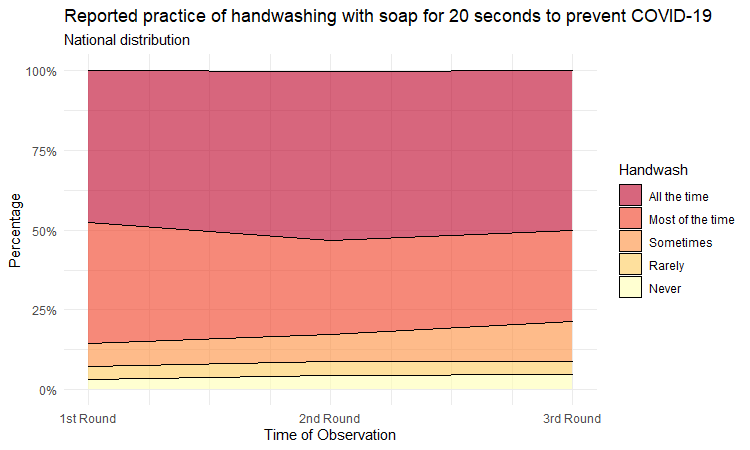 Reported practice of handwashing with soap for 20 seconds to prevent COVID-19
National distribution
100%
75%
50%
25%
0%
Percentage
1st Round
2nd Round
3rd Round
Time of Observation
Handwash
All the time
Most of the time
Sometimes
Rarely
Never